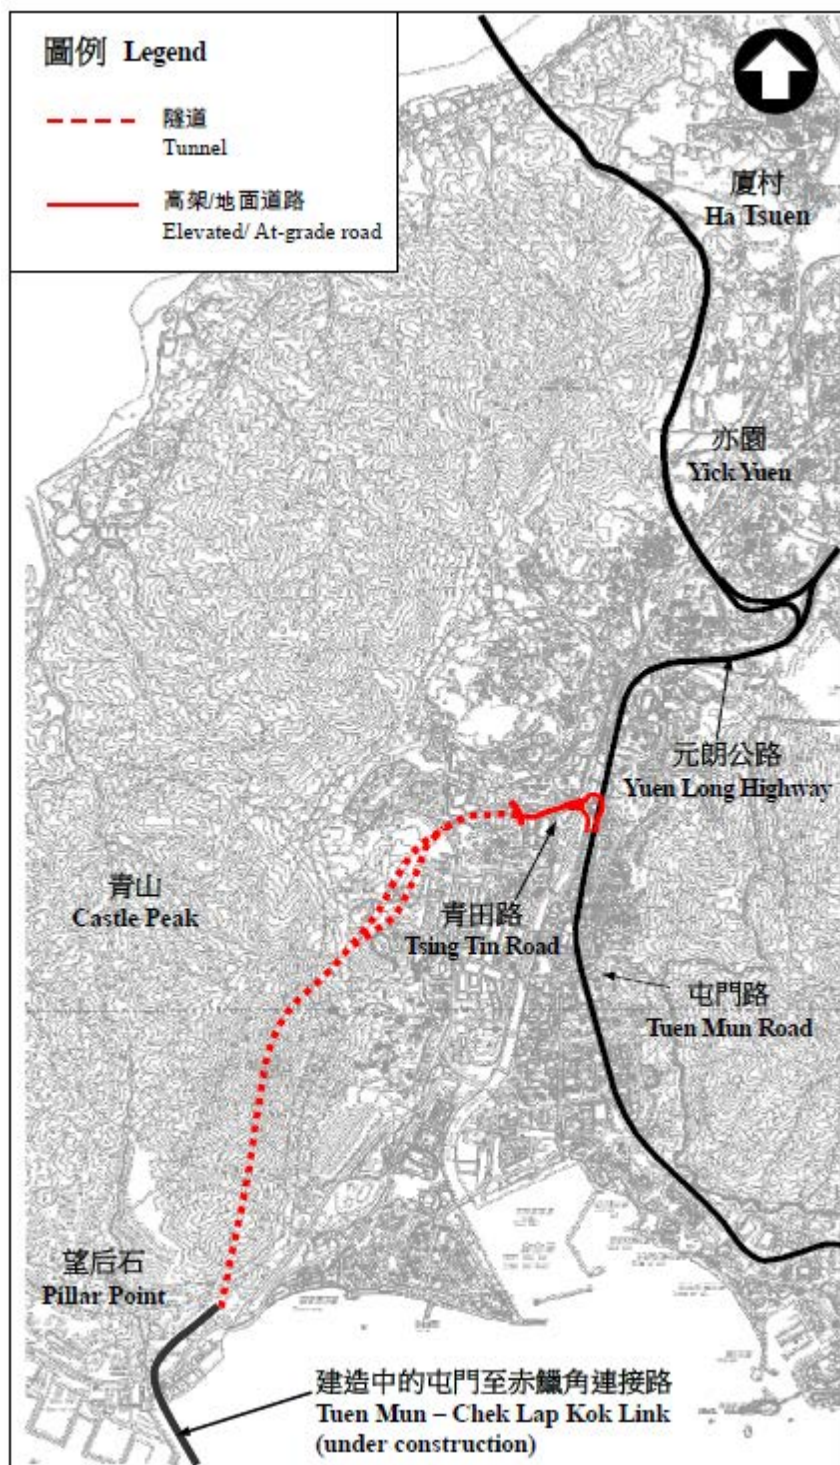 圖例 Legend
隧道
Tunnel
高架/地面道路
Elevated/ At-grade road
廈村
Ha Tsuen
亦園
Yick Yuen
元朗公路
Yuen Long Highway
青山
Castle Peak
青田路
Tsing Tin Road
屯門路
Tuen Mun Road
望后石
Pillar Point
建造中的屯門至赤鱲角連接路
Tuen Mun – Chek Lap Kok Link
(under construction)